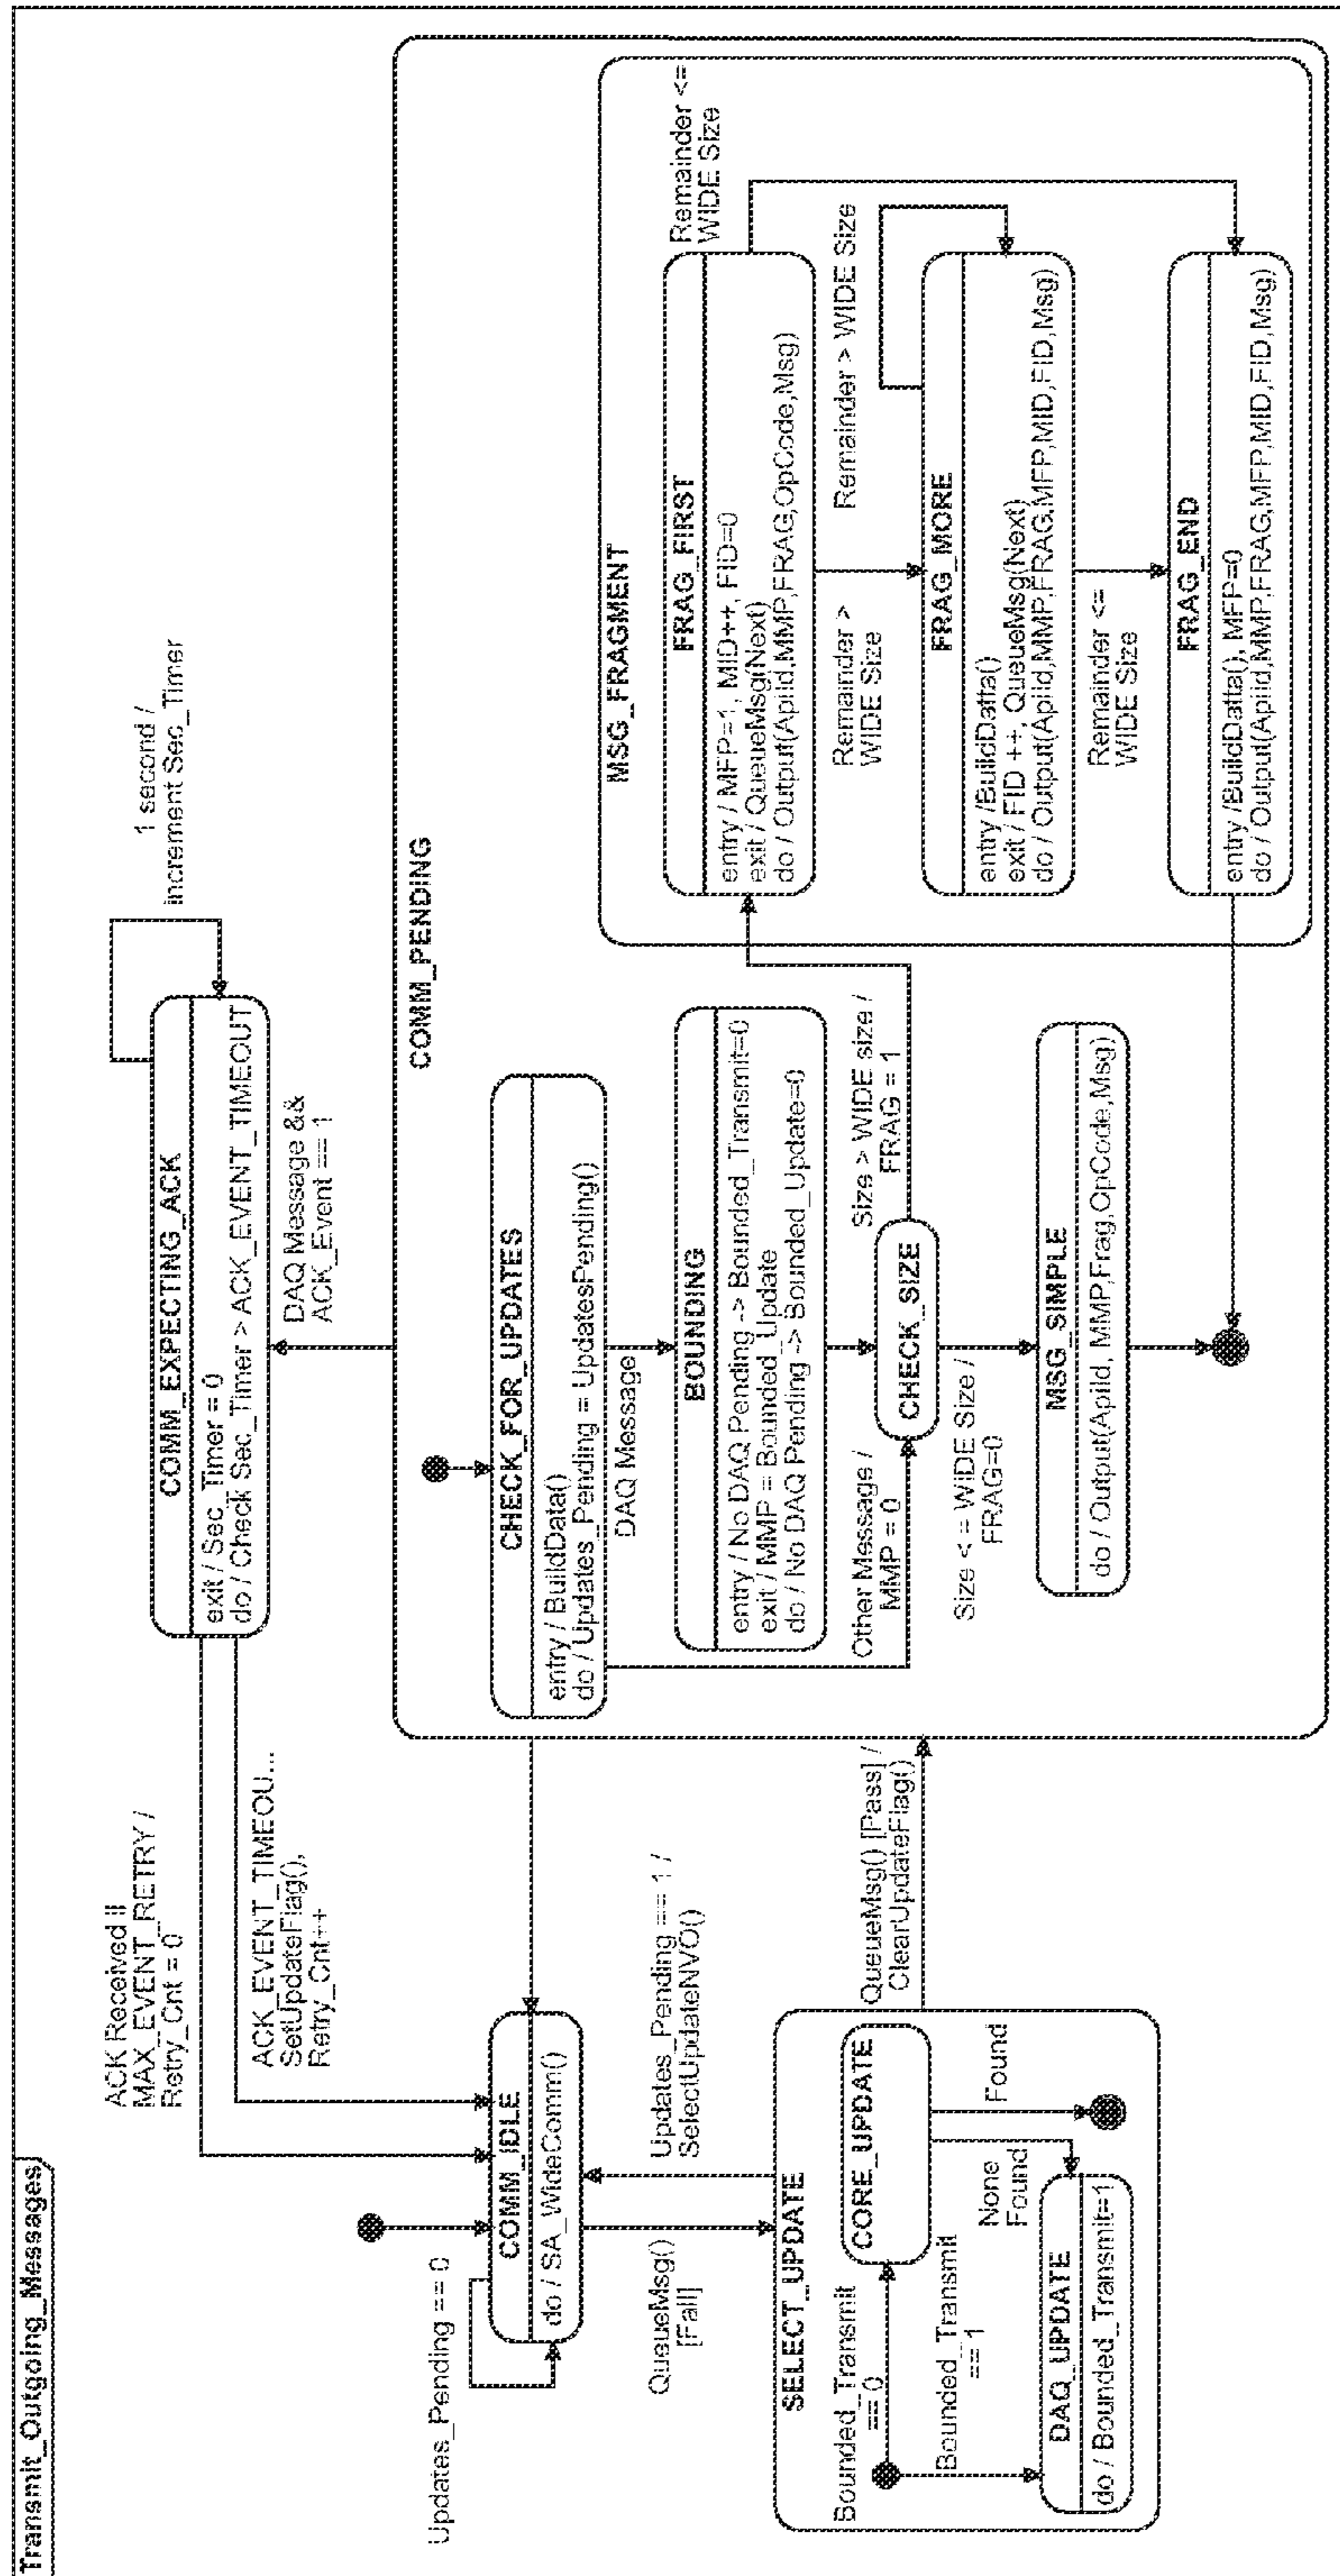 Transmit_Outgoing_Messages
ACK Received ||
MAX_EVENT_RETRY /
Retry_Cnt = 0
ACK_EVENT_TIMEOU...
SetUpdateFlag(),
Retry_Cnt++
COMM_EXPECTING_ACK
exit / Sec_Timer = 0
do / Check Sec_Timer > ACK_EVENT_TIMEOUT
1 second /
Increment Sec_Timer
DAQ Message &&
ACK_Event == 1
Updates_Pending == 0
COMM_IDLE
do / SA_WideComm()
QueueMsg()
[Fail]
Updates_Pending == 1 /
SelectUpdateNVO()
SELECT_UPDATE
Bounded_Transmit
== 0
CORE_UPDATE
Bounded_Transmit
== 1
None
Found
Found
DAQ_UPDATE
do / Bounded_Transmit=1
QueueMsg() [Pass] /
ClearUpdateFlag()
COMM_PENDING
CHECK_FOR_UPDATES
entry / BuildData()
do / Updates_Pending = UpdatesPending()
DAQ Message
BOUNDING
entry / No DAQ Pending -> Bounded_Transmit=0
exit / MMP = Bounded_Update
do / No DAQ Pending -> Bounded_Update=0
Other Message /
MMP = 0
CHECK_SIZE
Size > WIDE size /
FRAG = 1
Size <= WIDE Size /
FRAG=0
MSG_SIMPLE
do / Output(ApiId, MMP,Frag,OpCode,Msg)
MSG_FRAGMENT
FRAG_FIRST
entry / MFP=1, MID++, FID=0
exit / QueueMsg(Next)
do / Output(ApiId,MMP,FRAG,OpCode,Msg)
Remainder <=
WIDE Size
Remainder >
WIDE Size
Remainder > WIDE Size
FRAG_MORE
entry /BuildDatta()
exit / FID ++, QueueMsg(Next)
do / Output(ApiId,MMP,FRAG,MFP,MID,FID,Msg)
Remainder <=
WIDE Size
FRAG_END
entry /BuildDatta(), MFP=0
do / Output(ApiId,MMP,FRAG,MFP,MID,FID,Msg)